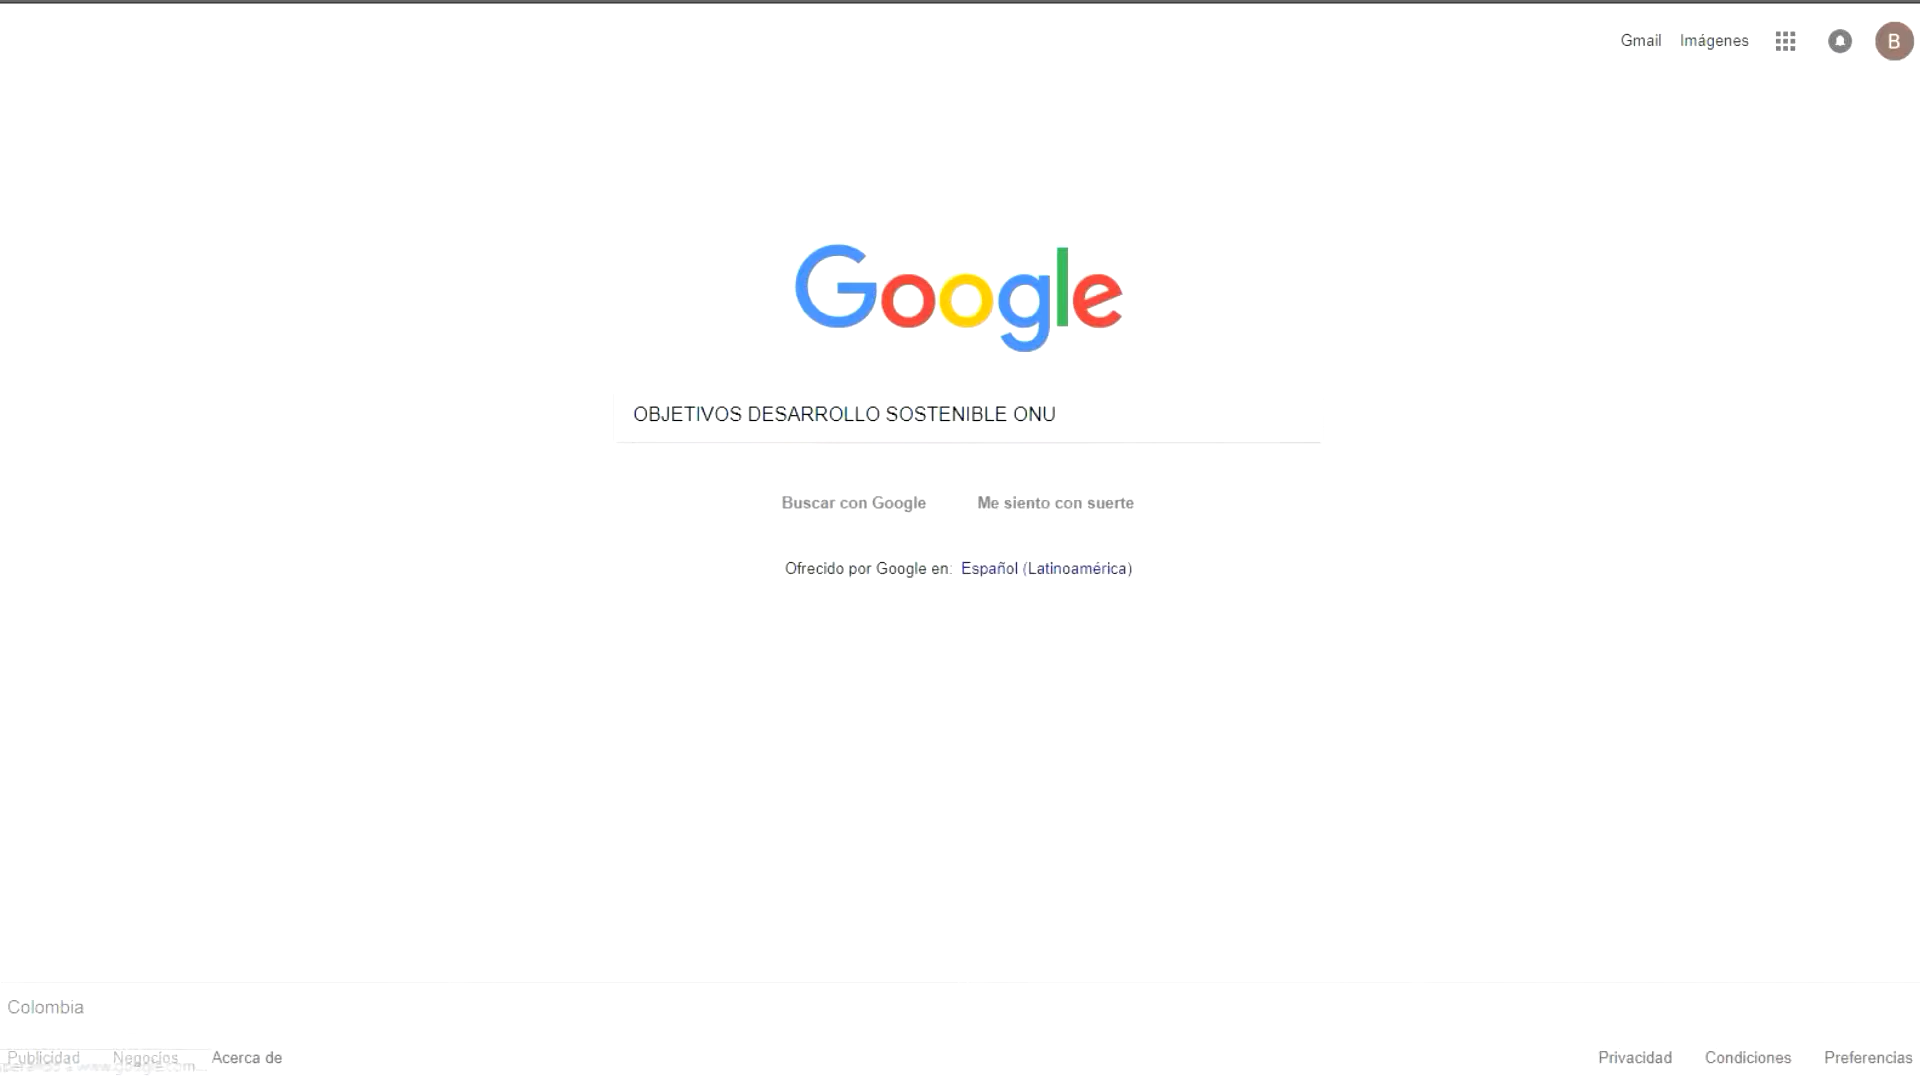 Gmail Imágenes B
Google
OBJETIVOS DESARROLLO SOSTENIBLE ONU
Buscar con Google Me siento con suerte
Ofrecido por Google en: Español (Latinoamérica)
Colombia
Publicidad Negocios Acerca de
Privacidad Condiciones Preferencias